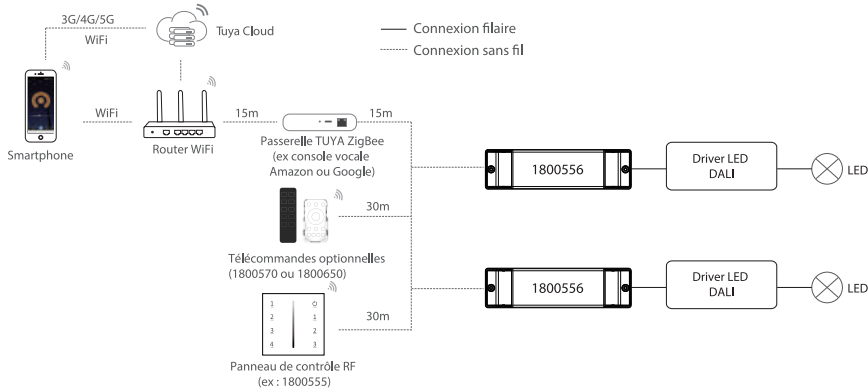 3G/4G/5G
WiFi
Tuya Cloud
Connexion filaire
Connexion sans fil
WiFi
15m
15m
Smartphone
Router WiFi
Passerelle TUYA ZigBee
(ex console vocale
Amazon ou Google)
1800556
Driver LED
DALI
LED
30m
Télécommandes optionnelles
(1800570 ou 1800650)
1800556
Driver LED
DALI
LED
1
2
1
3
2
4
3
30m
Panneau de contrôle RF
(ex : 1800555)